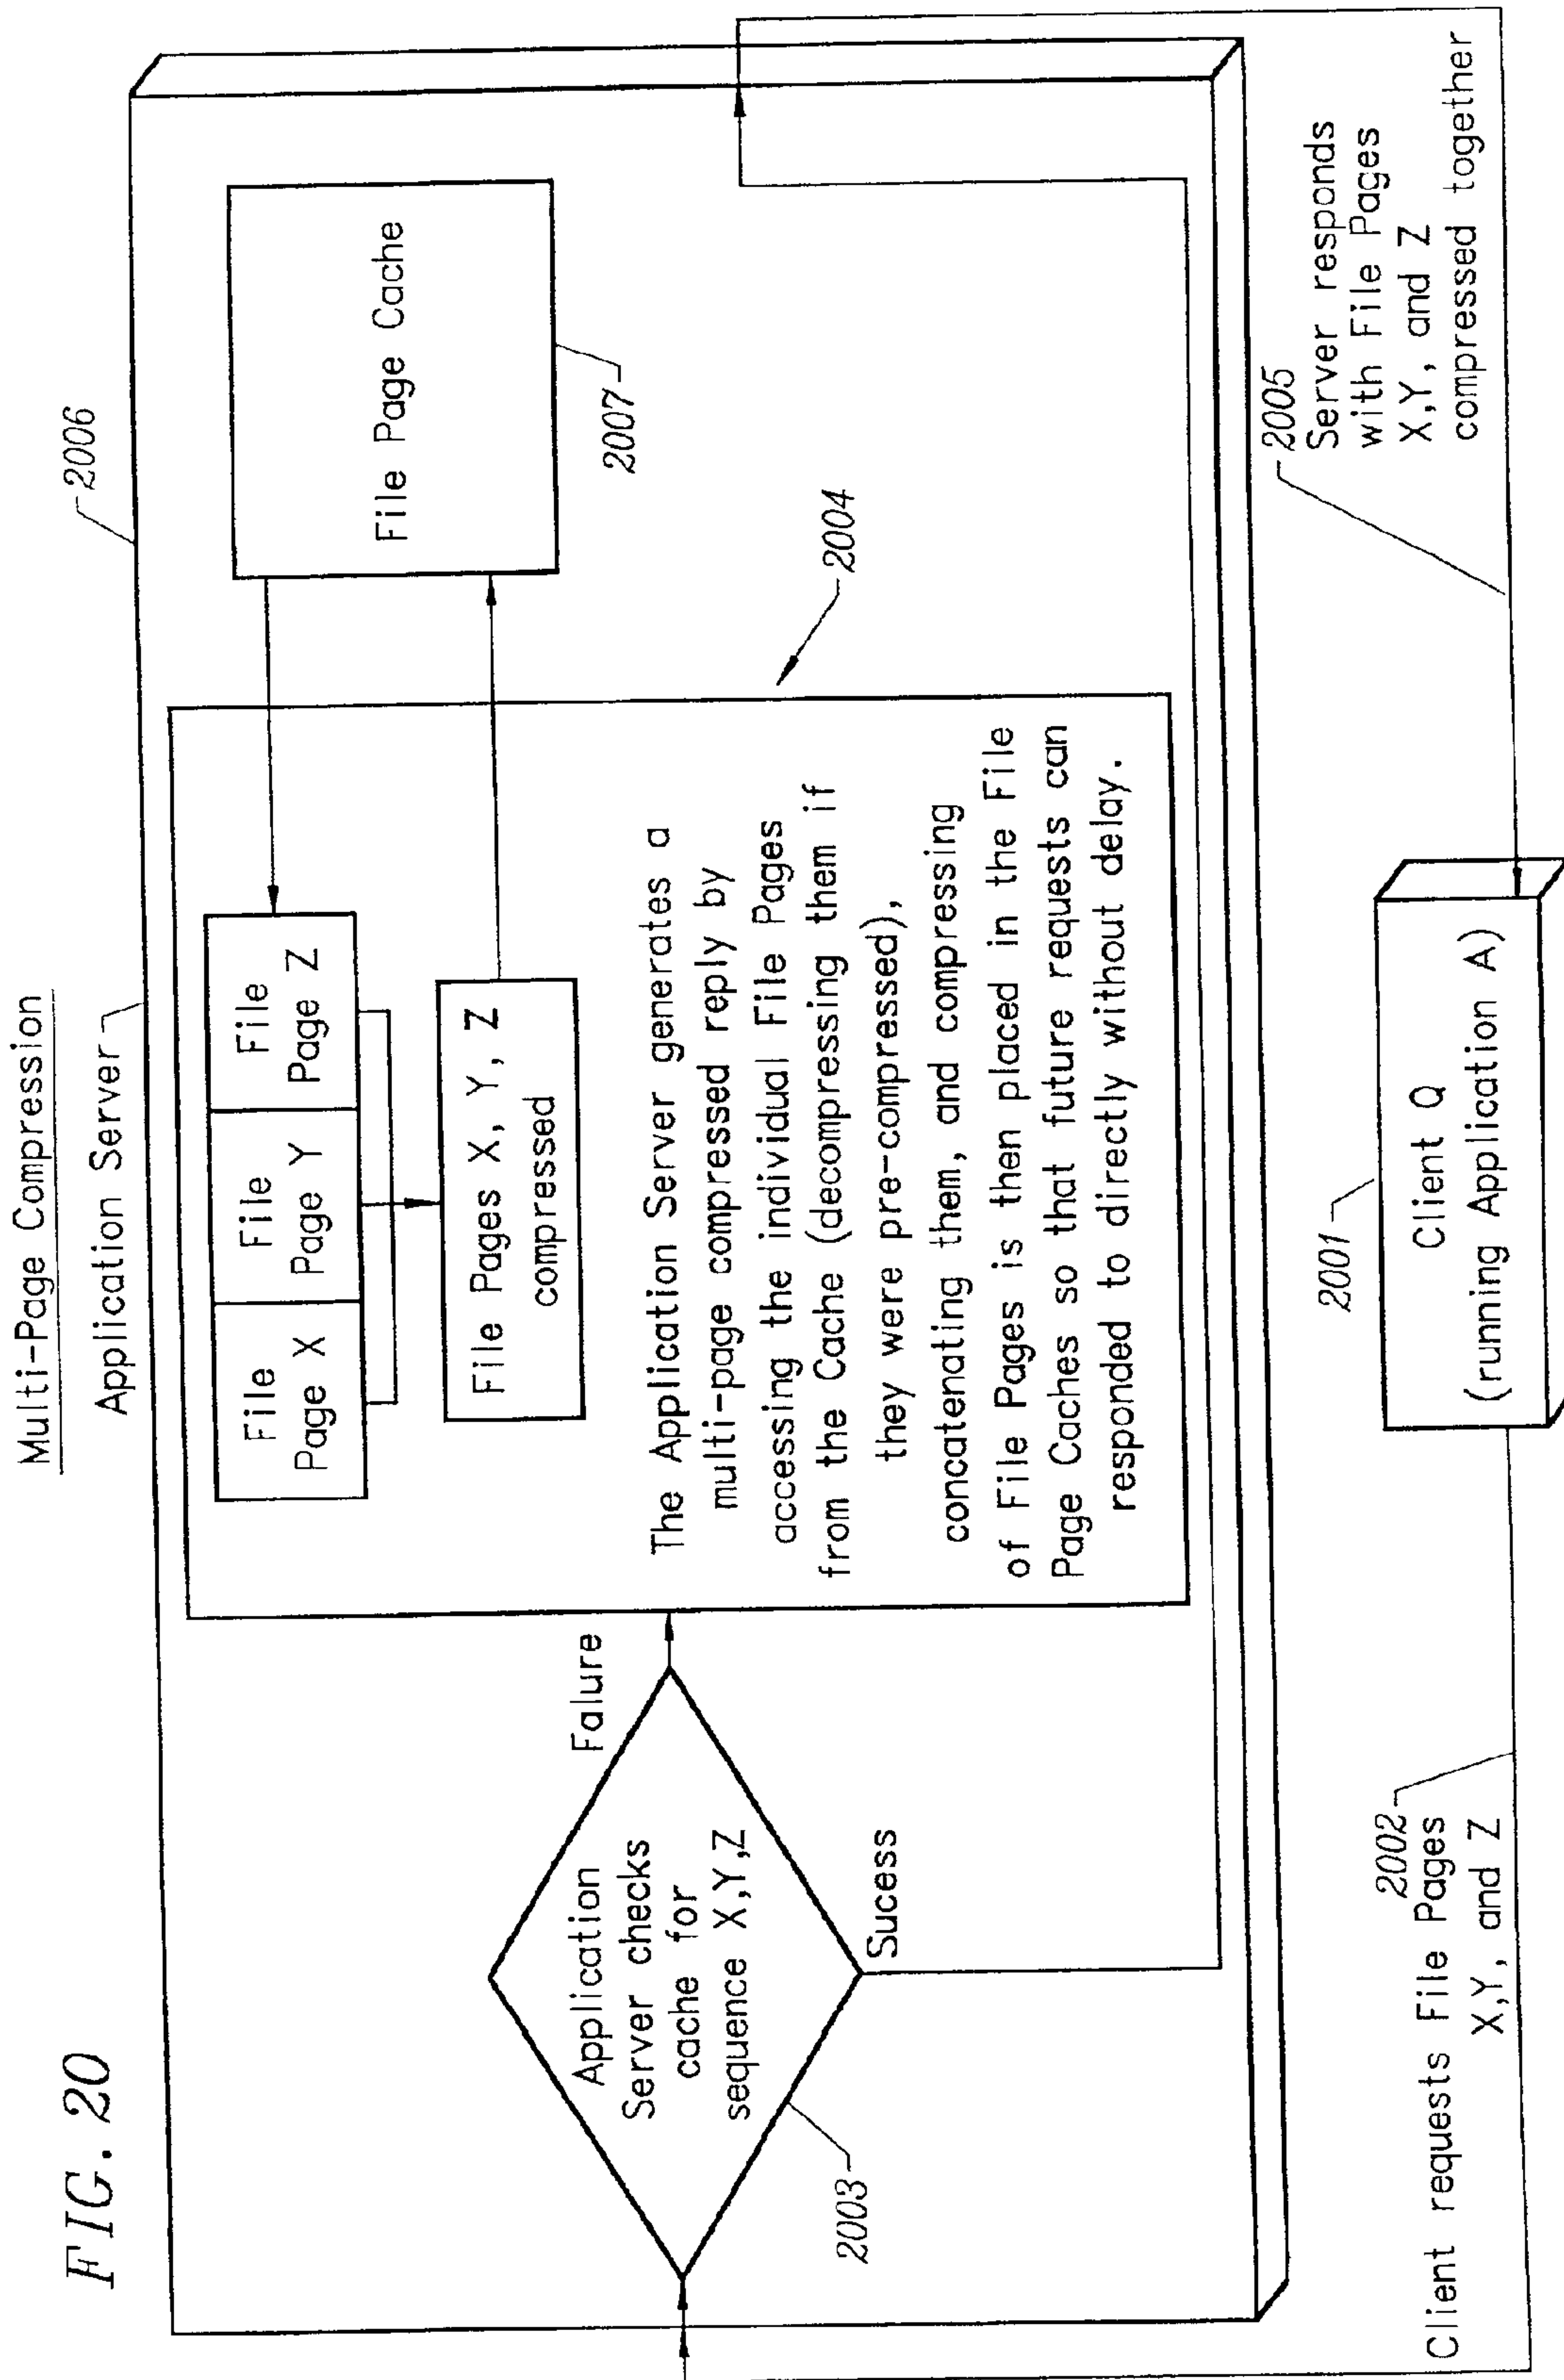 FIG. 20
Multi-Page Compression
Application Server
2006
File
Page X
File
Page Y
File
Page Z
File Pages X, Y, Z
compressed
File Page Cache
2007
The Application Server generates a
multi-page compressed reply by
accessing the individual File Pages
from the Cache (decompressing them if
they were pre-compressed),
concatenating them, and compressing
of File Pages is then placed in the File
Page Caches so that future requests can
responded to directly without delay.
2004
Application
Server checks
cache for
sequence X,Y,Z
2003
Falure
Sucess
2002
Client requests File Pages
X,Y, and Z
2001
Client Q
(running Application A)
2005
Server responds
with File Pages
X,Y, and Z
compressed together